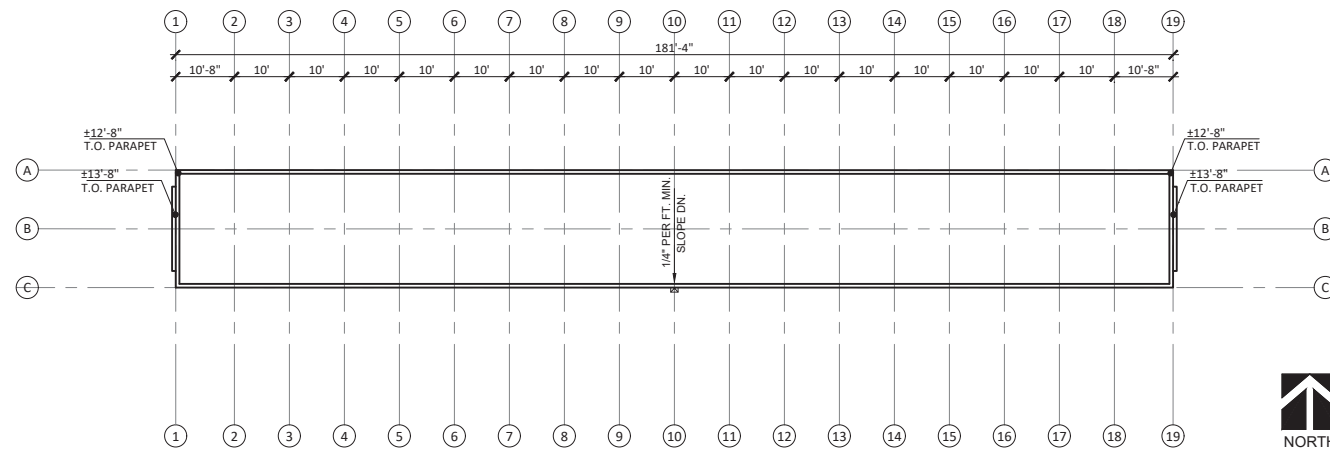 1 2 3 4 5 6 7 8 9 10 11 12 13 14 15 16 17 18 19
181'-4"
10'-8" 10' 10' 10' 10' 10' 10' 10' 10' 10' 10' 10' 10' 10' 10' 10' 10' 10'-8"
±12'-8"
T.O. PARAPET
±12'-8"
T.O. PARAPET
A
A
±13'-8"
T.O. PARAPET
±13'-8"
T.O. PARAPET
1/4" PER FT. MIN.
SLOPE DN.
B
B
C
C
NORTH
1 2 3 4 5 6 7 8 9 10 11 12 13 14 15 16 17 18 19